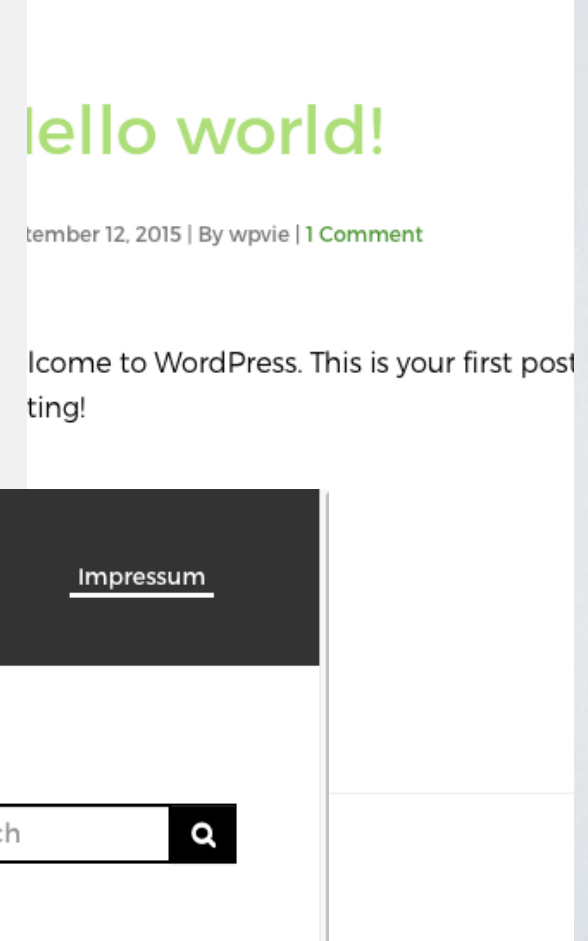 ello world!
tember 12, 2015 | By wpvie | 1 Comment
lcome to WordPress. This is your first post
ting!
Impressum
ch